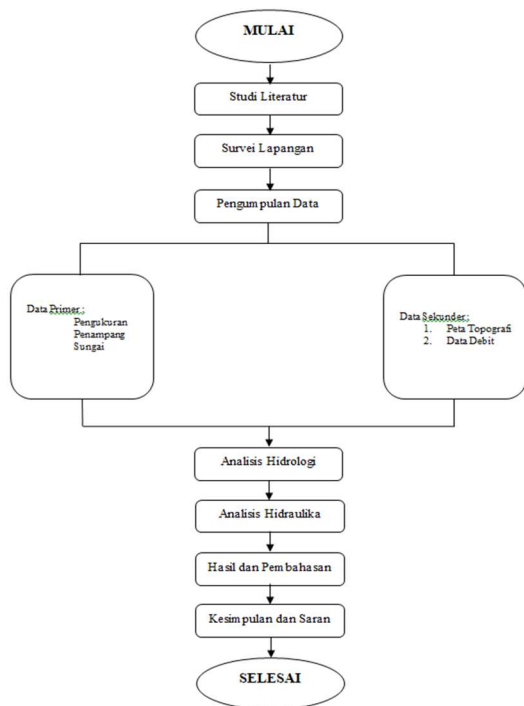 MULAI
Studi Literatur
Survei Lapangan
Pengumpulan Data
Data Primer:
Pengukuran
Penampang
Sungai
Data Sekunder:
1. Peta Topografi
2. Data Debit
Analisis Hidrologi
Analisis Hidraulika
Hasil dan Pembahasan
Kesimpulan dan Saran
SELESAI